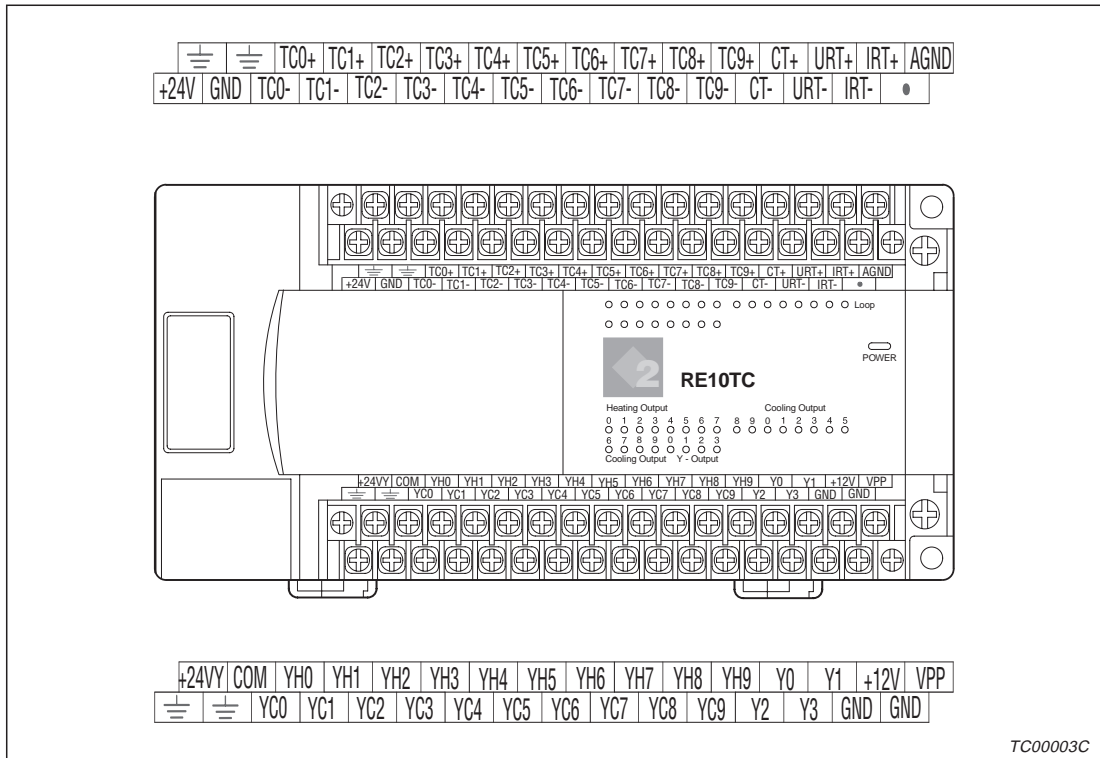 ⏚ ⏚ TC0+ TC1+ TC2+ TC3+ TC4+ TC5+ TC6+ TC7+ TC8+ TC9+ CT+ URT+ IRT+ AGND
+24V GND TC0- TC1- TC2- TC3- TC4- TC5- TC6- TC7- TC8- TC9- CT- URT- IRT- •
⏚ ⏚ TC0+ TC1+ TC2+ TC3+ TC4+ TC5+ TC6+ TC7+ TC8+ TC9+ CT+ URT+ IRT+ AGND
+24V GND TC0- TC1- TC2- TC3- TC4- TC5- TC6- TC7- TC8- TC9- CT- URT- IRT- •
Loop
POWER
2
RE10TC
Heating Output Cooling Output
0 1 2 3 4 5 6 7 8 9 0 1 2 3 4 5
6 7 8 9 0 1 2 3
Cooling Output Y - Output
+24VY COM YH0 YH1 YH2 YH3 YH4 YH5 YH6 YH7 YH8 YH9 Y0 Y1 +12V VPP
⏚ ⏚ YC0 YC1 YC2 YC3 YC4 YC5 YC6 YC7 YC8 YC9 Y2 Y3 GND GND
+24VY COM YH0 YH1 YH2 YH3 YH4 YH5 YH6 YH7 YH8 YH9 Y0 Y1 +12V VPP
⏚ ⏚ YC0 YC1 YC2 YC3 YC4 YC5 YC6 YC7 YC8 YC9 Y2 Y3 GND GND
TC00003C